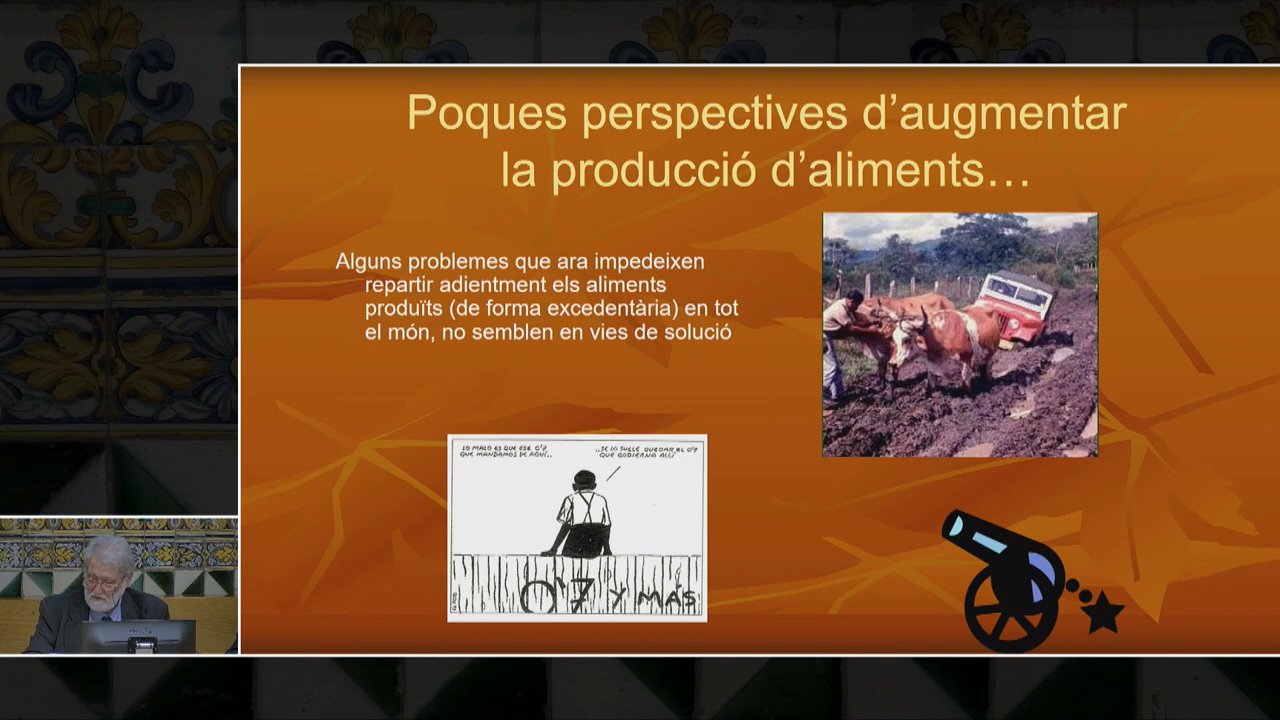 Poques perspectives d’augmentar
la producció d’aliments…
Alguns problemes que ara impedeixen
repartir adientment els aliments
produïts (de forma excedentària) en tot
el món, no semblen en vies de solució
LO MALO ES QUE ESE 0'7
QUE MANDAMOS DE AQUÍ..
..SE LO SUELE QUEDAR EL 0'7
QUE GOBIERNA ALLÍ
0'7 Y MÁS